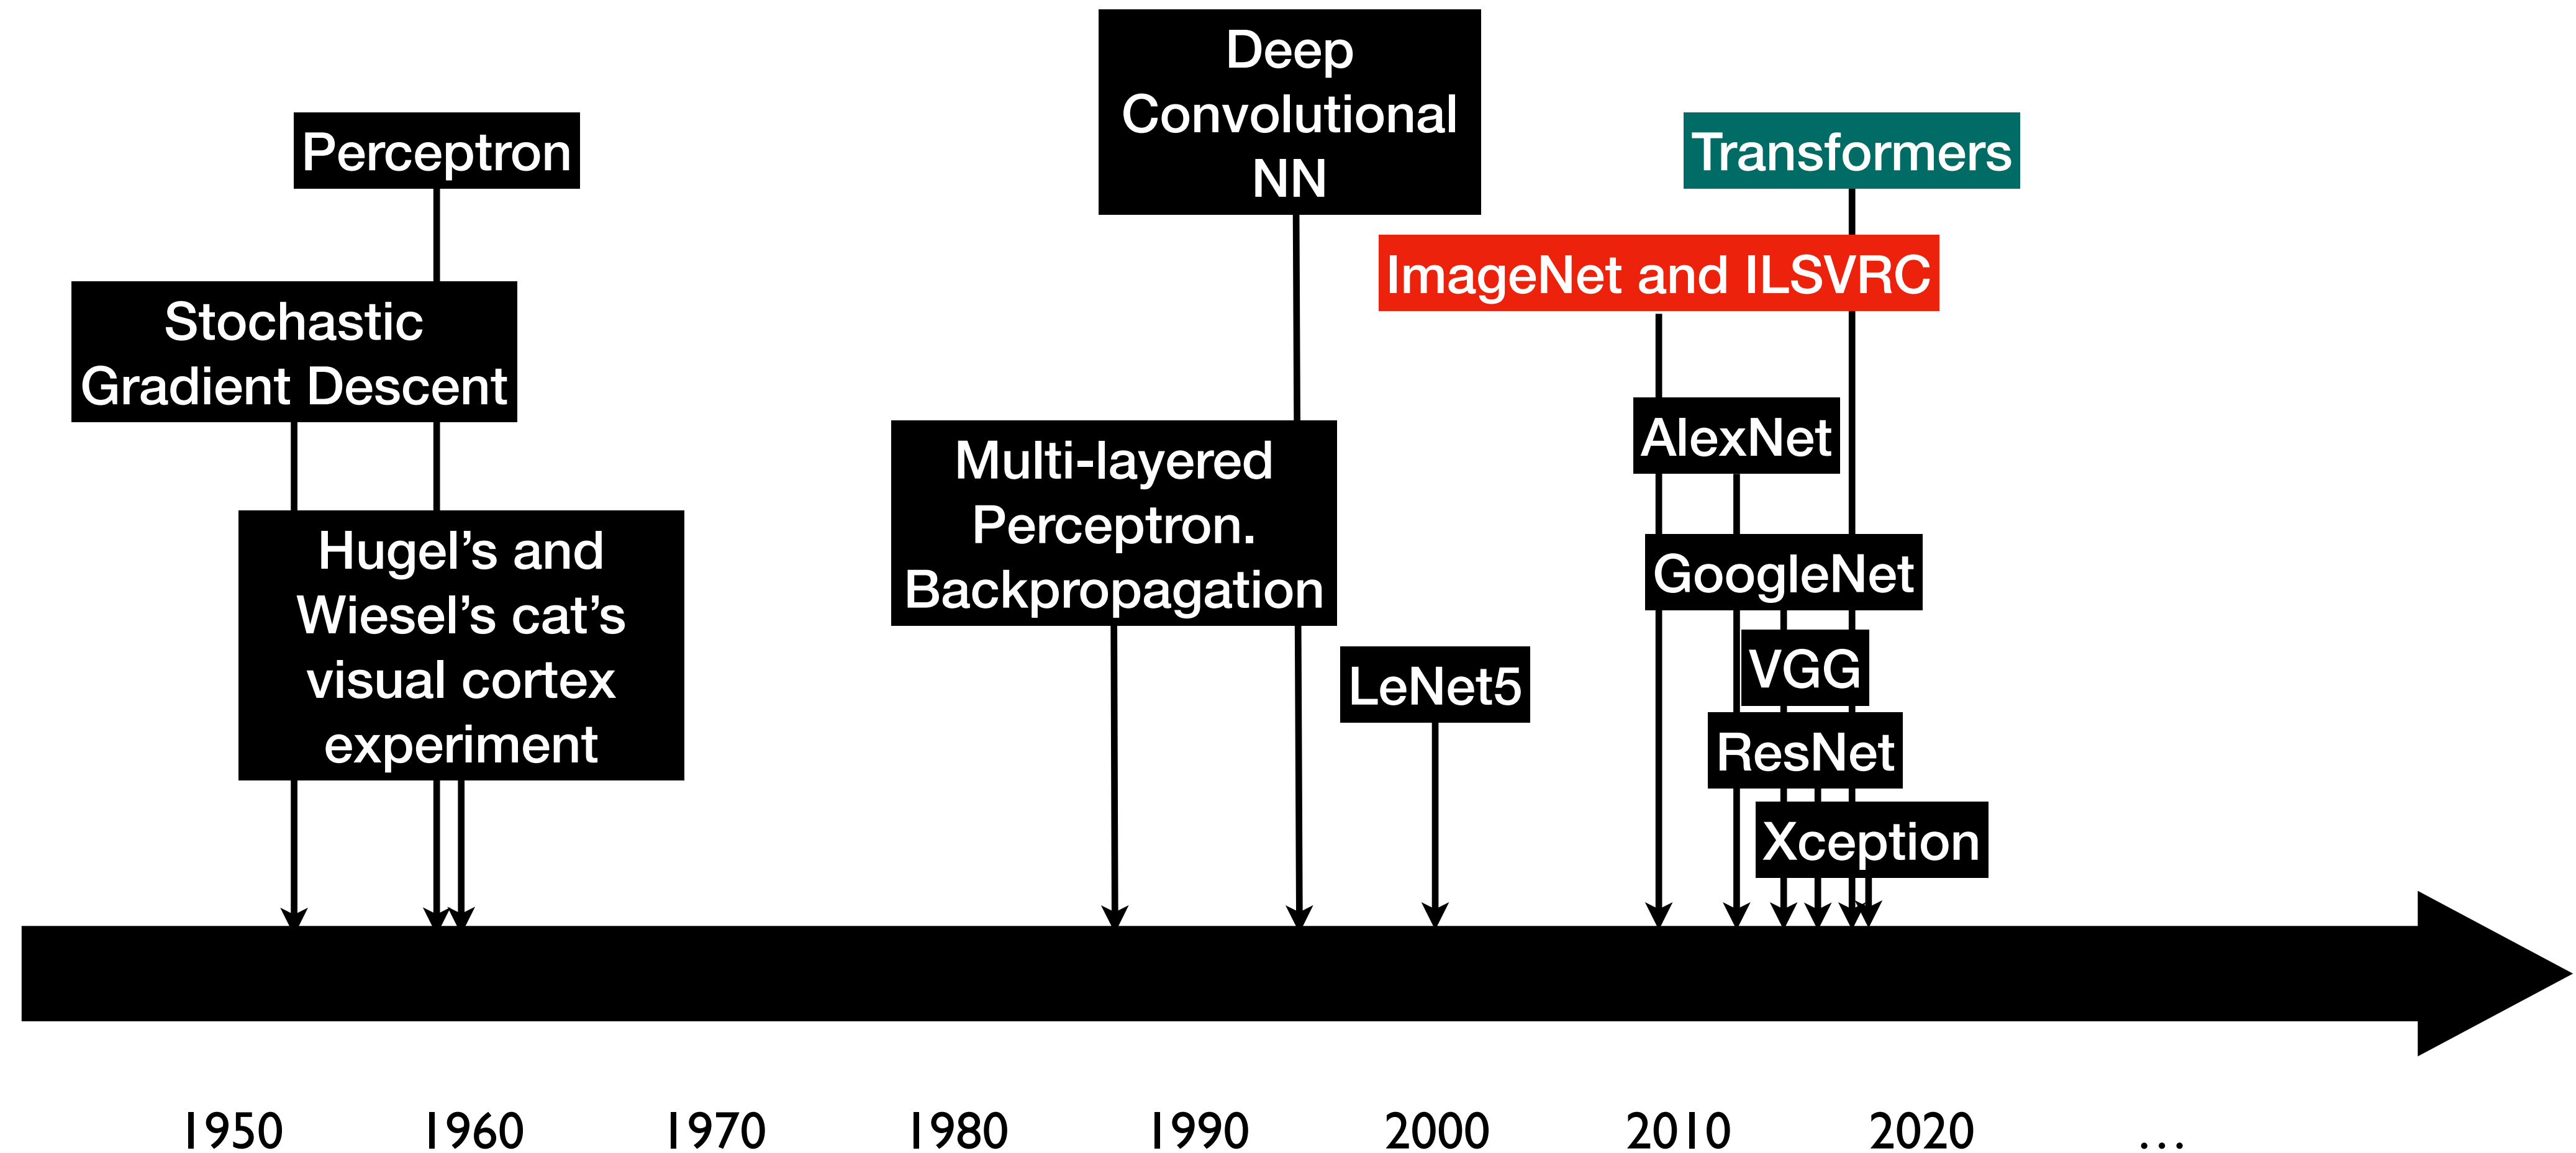 Deep
Convolutional
NN
Perceptron
Transformers
ImageNet and ILSVRC
Stochastic
Gradient Descent
AlexNet
Multi-layered
Perceptron.
Backpropagation
Hugel’s and
Wiesel’s cat’s
visual cortex
experiment
GoogleNet
VGG
LeNet5
ResNet
Xception
1950 1960 1970 1980 1990 2000 2010 2020 …